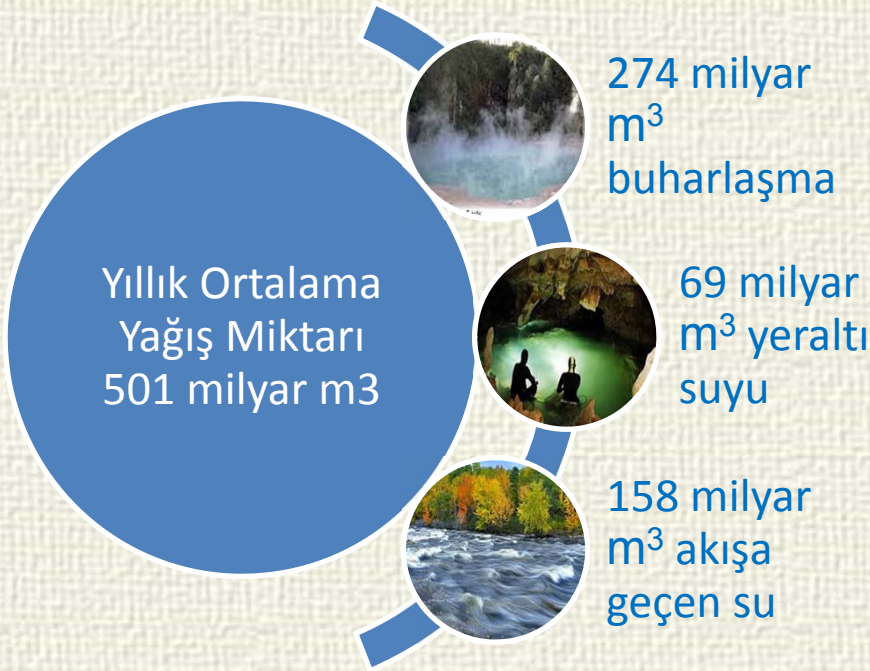 Yıllık Ortalama
Yağış Miktarı
501 milyar m3
274 milyar
m³
buharlaşma
69 milyar
m³ yeraltı
suyu
158 milyar
m³ akışa
geçen su